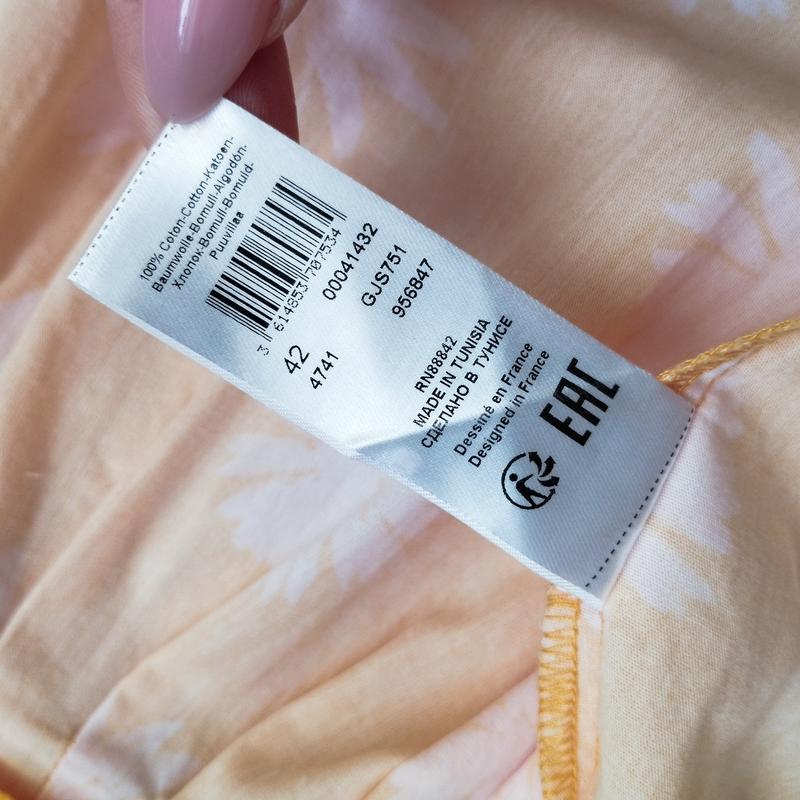 100% Coton-Cotton-Katoen-
Baumwolle-Bomull-Algodón-
Хлопок-Bomull-Bomuld-
Puuvillaa
3 614853 707534
00041432
42
GJS751
4741
956847
RN88842
MADE IN TUNISIA
СДЕЛАНО В ТУНИСЕ
Dessiné en France
Designed in France
EAC